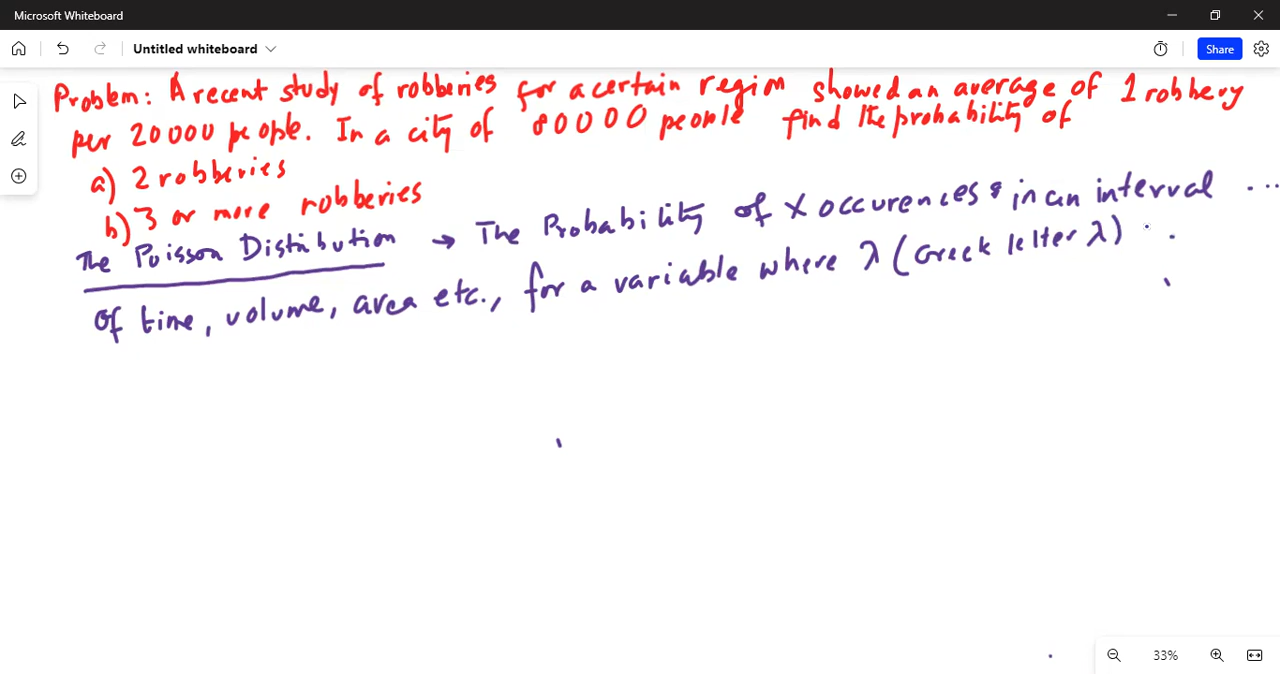 Microsoft Whiteboard
Untitled whiteboard
Share
Problem: A recent study of robberies for a certain region showed an average of 1 robbery
per 20000 people. In a city of 80000 people find the probability of
a) 2 robberies
b) 3 or more robberies
The Poisson Distribution → The Probability of X occurences in an interval ...
of time, volume, area etc., for a variable where λ (Greek letter λ)
33%